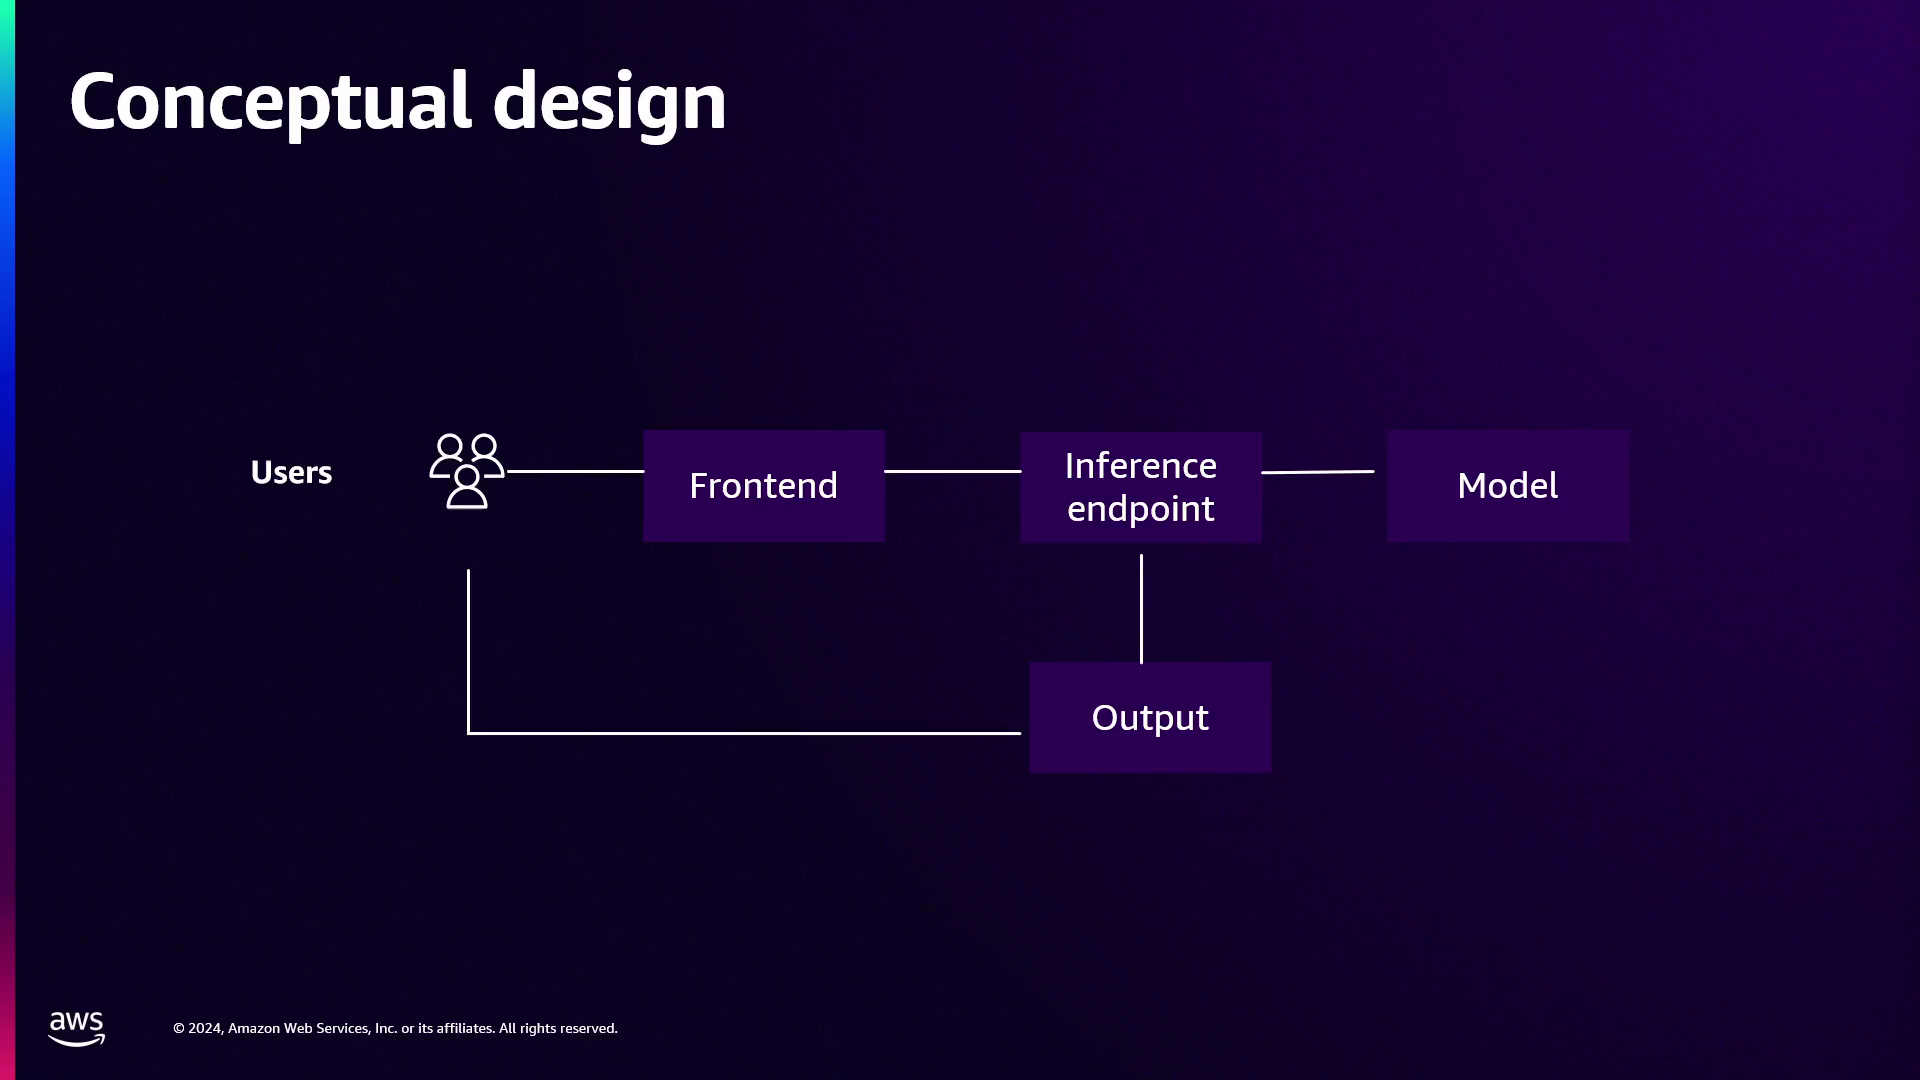 Conceptual design
Users
Frontend
Inference
endpoint
Model
Output
aws
© 2024, Amazon Web Services, Inc. or its affiliates. All rights reserved.